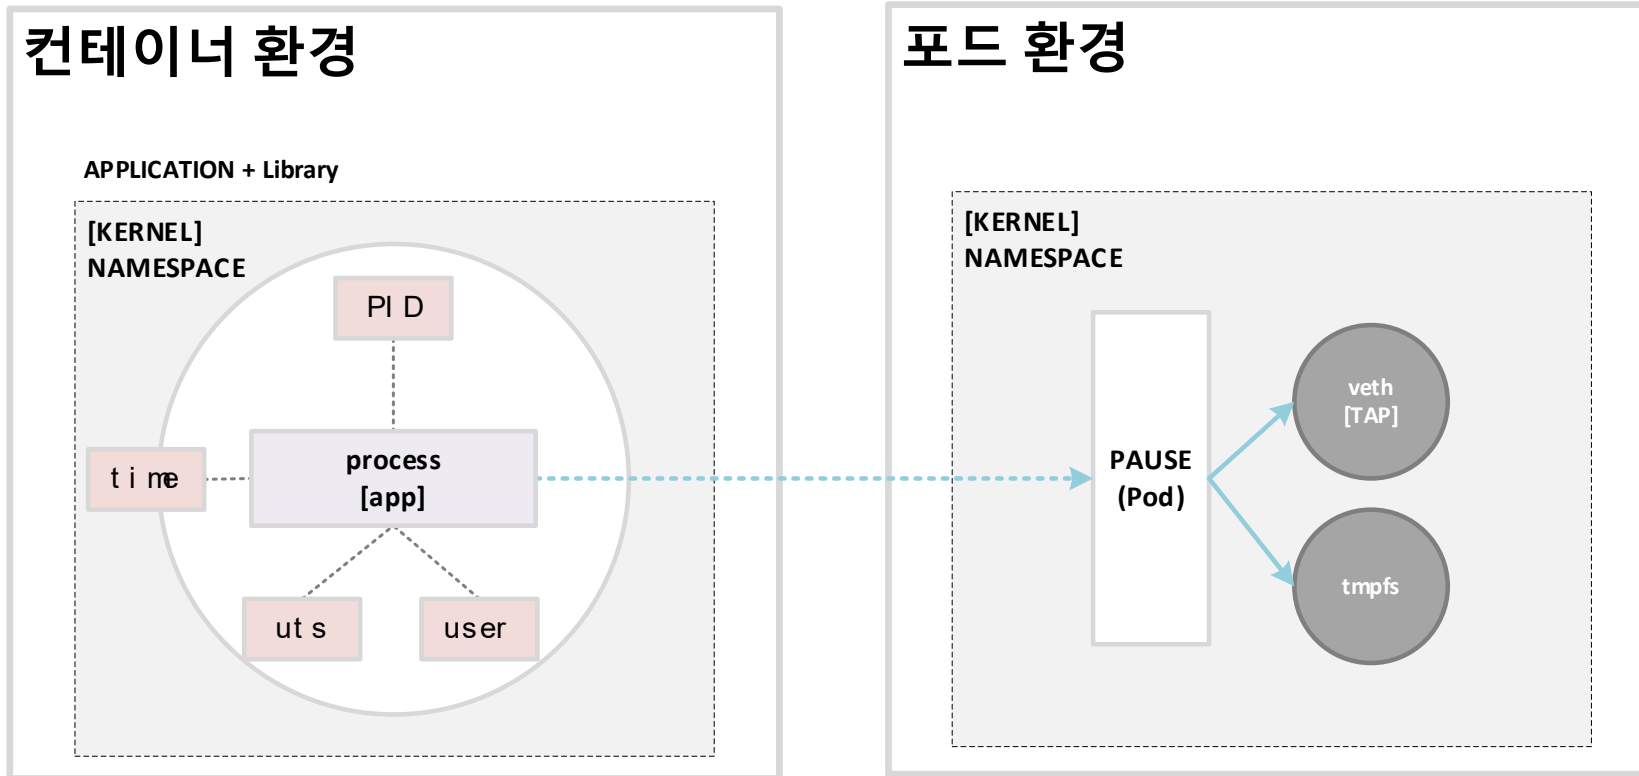 컨테이너 환경
APPLICATION + Library
[KERNEL]
NAMESPACE
PID
time
process
[app]
uts
user
포드 환경
[KERNEL]
NAMESPACE
PAUSE
(Pod)
veth
[TAP]
tmpfs